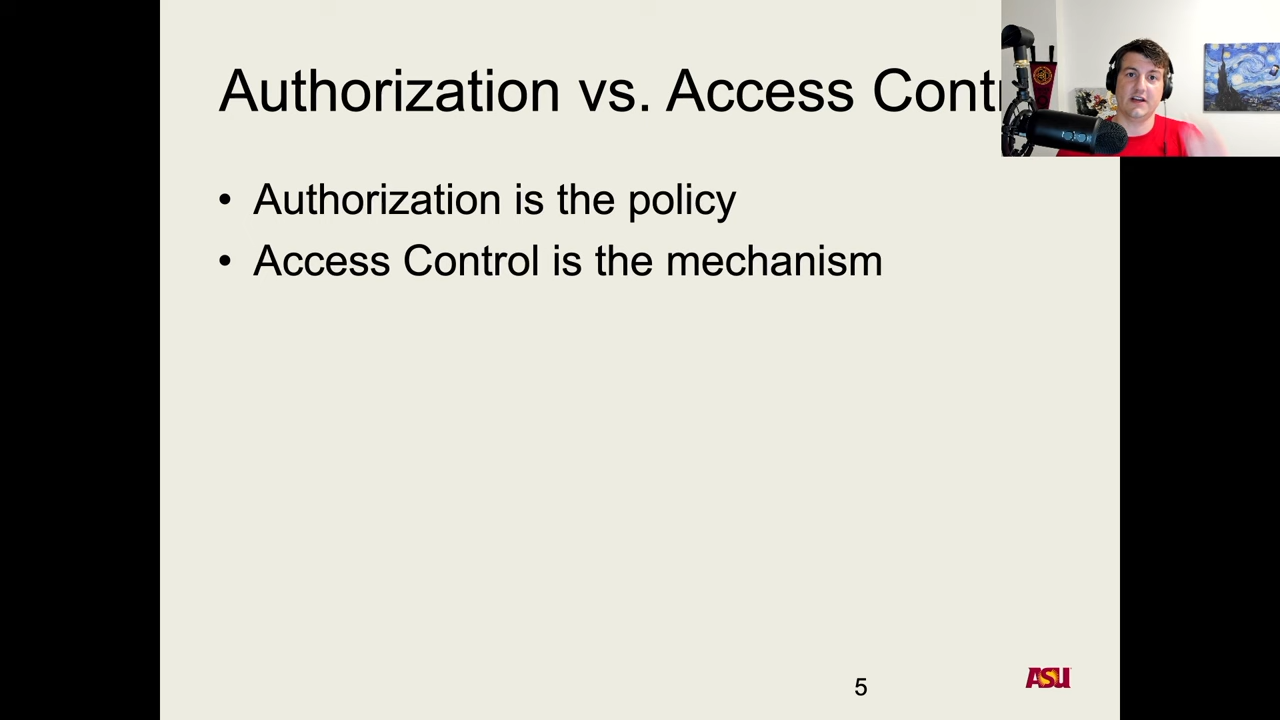 Authorization vs. Access Cont
• Authorization is the policy
• Access Control is the mechanism
5
ASU